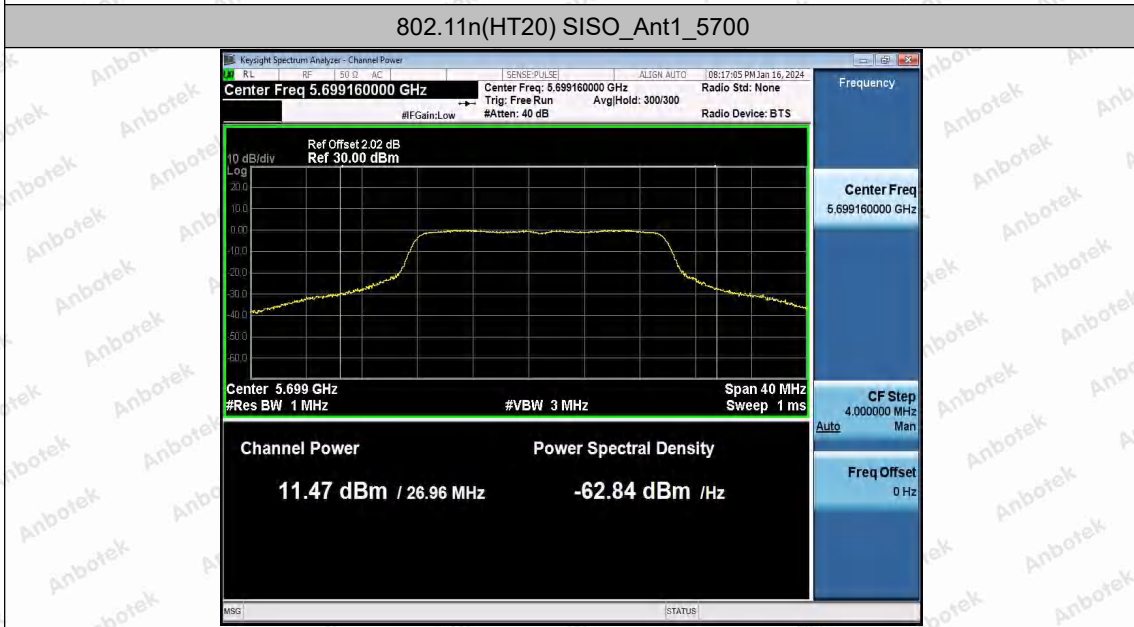 802.11n(HT20) SISO_Ant1_5700
Keysight Spectrum Analyzer - Channel Power
RL RF 50 Ω AC SENSE:PULSE ALIGN AUTO 08:17:05 PM Jan 16, 2024
Center Freq 5.699160000 GHz
Center Freq: 5.699160000 GHz
Radio Std: None
Trig: Free Run Avg|Hold: 300/300
#IFGain:Low
#Atten: 40 dB
Radio Device: BTS
Frequency
Ref Offset 2.02 dB
10 dB/div Ref 30.00 dBm
Log
20.0
10.0
0.00
-10.0
-20.0
-30.0
-40.0
-50.0
-60.0
Center 5.699 GHz Span 40 MHz
#Res BW 1 MHz #VBW 3 MHz Sweep 1 ms
Center Freq
5.699160000 GHz
CF Step
4.000000 MHz
Auto Man
Freq Offset
0 Hz
Channel Power Power Spectral Density
11.47 dBm / 26.96 MHz -62.84 dBm /Hz
MSG STATUS
Anbotek